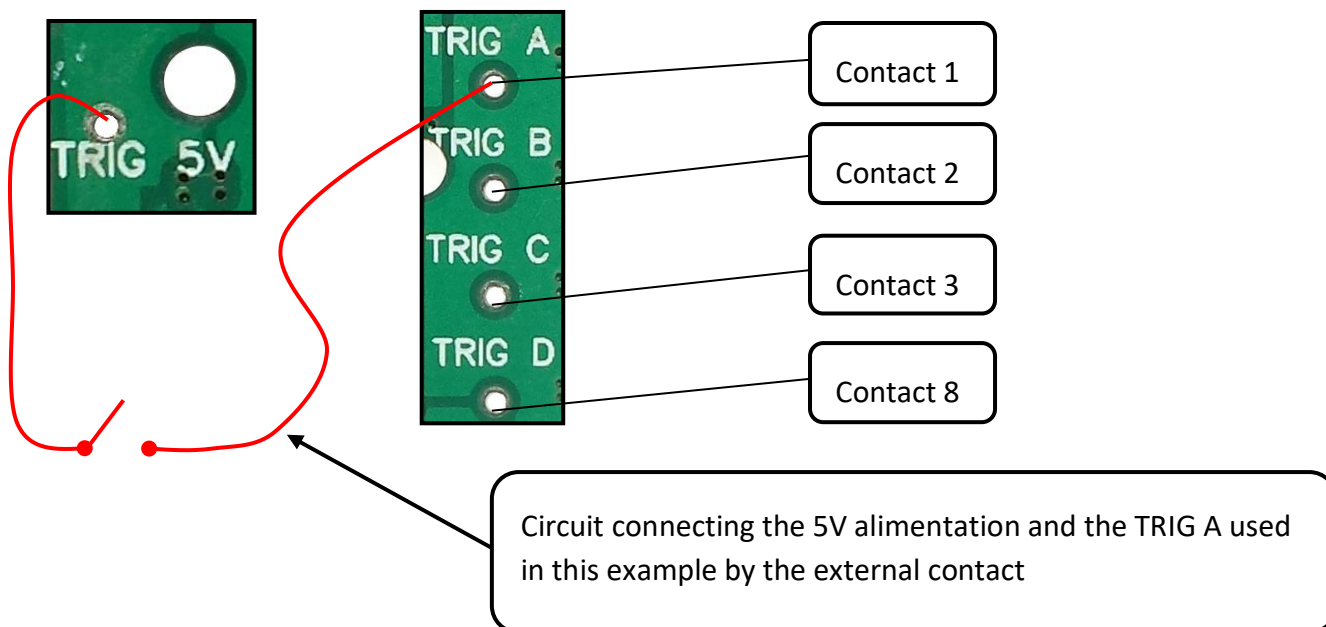 TRIG 5V
TRIG A
TRIG B
TRIG C
TRIG D
Contact 1
Contact 2
Contact 3
Contact 8
Circuit connecting the 5V alimentation and the TRIG A used
in this example by the external contact